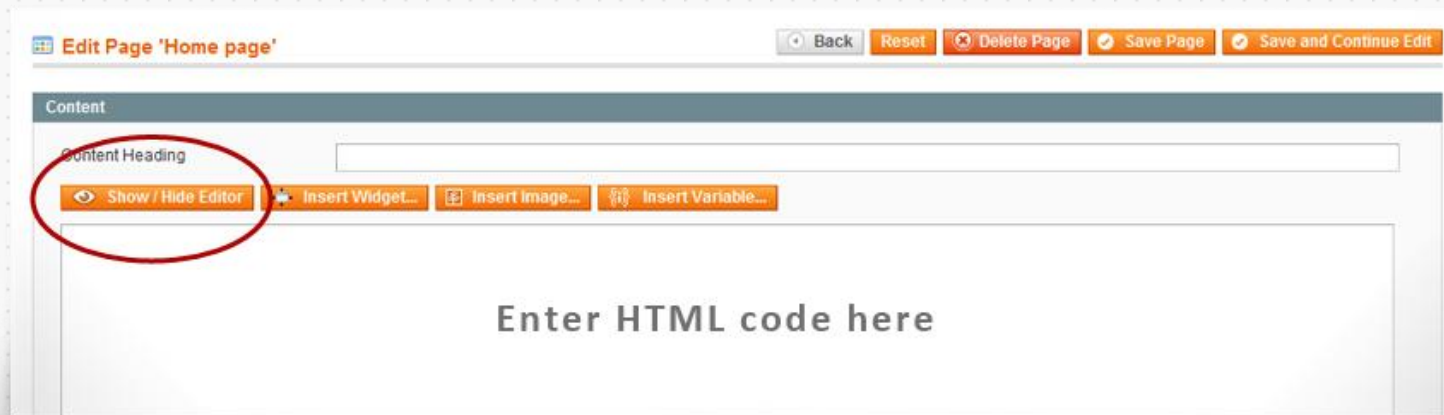 Edit Page 'Home page'
Back Reset Delete Page Save Page Save and Continue Edit
Content
Content Heading
Show / Hide Editor Insert Widget... Insert Image... Insert Variable...
Enter HTML code here